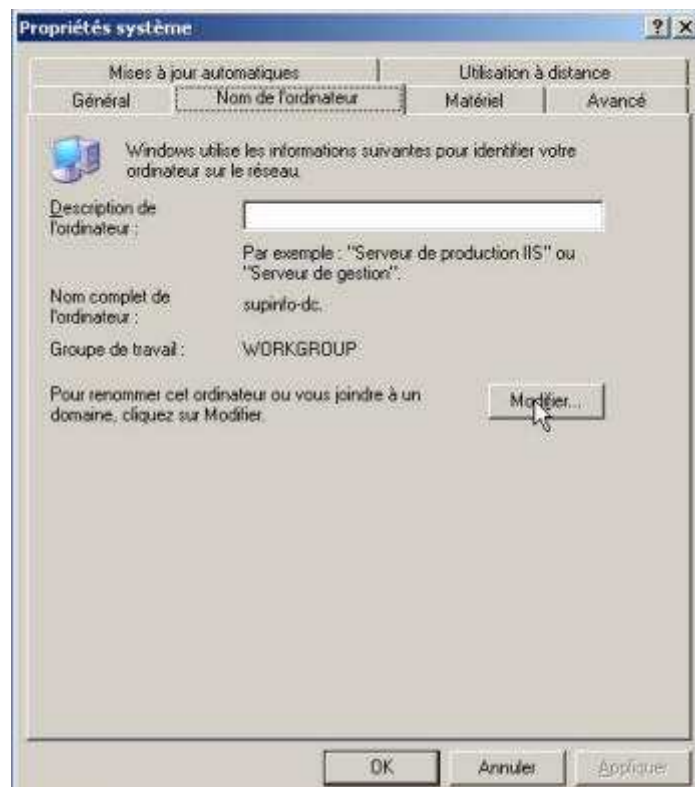 Propriétés système
Mises à jour automatiques
Utilisation à distance
Général
Nom de l'ordinateur
Matériel
Avancé
Windows utilise les informations suivantes pour identifier votre
ordinateur sur le réseau.
Description de
l'ordinateur :
Par exemple : "Serveur de production IIS" ou
"Serveur de gestion".
Nom complet de
l'ordinateur :
supinfo-dc.
Groupe de travail :
WORKGROUP
Pour renommer cet ordinateur ou vous joindre à un
domaine, cliquez sur Modifier.
Modifier...
OK
Annuler
Appliquer